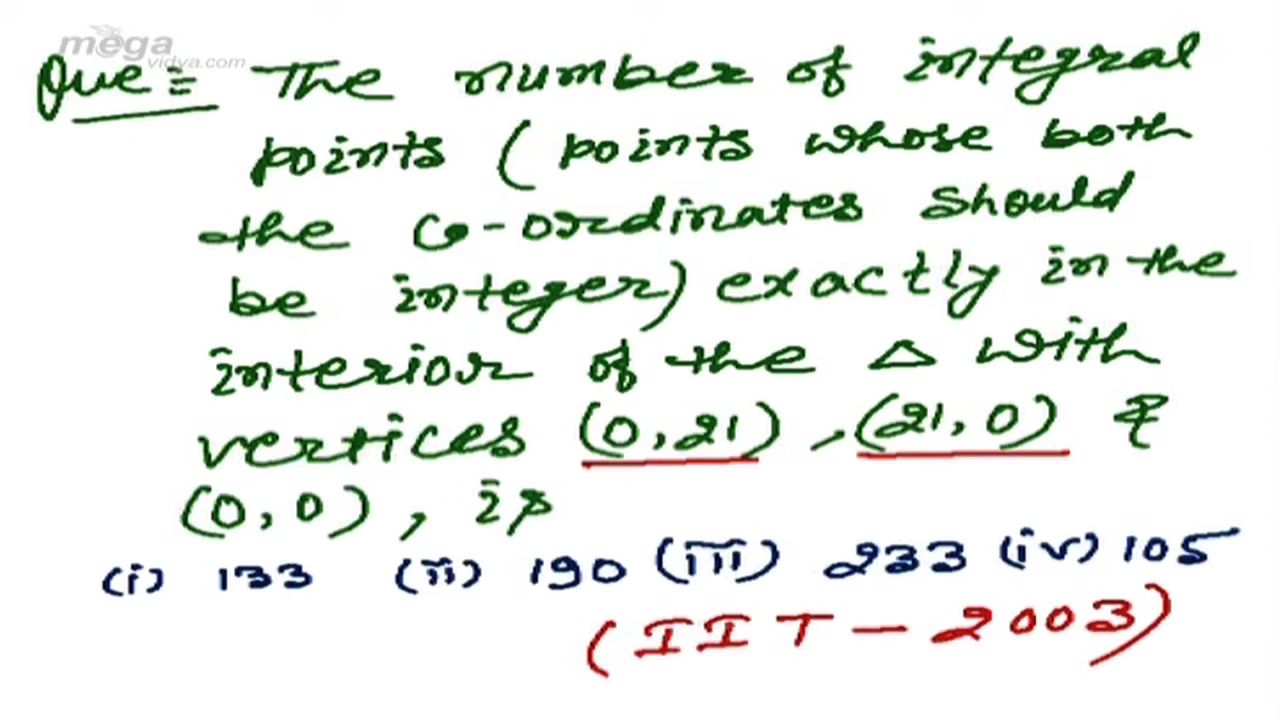 mega
vidya.com
Que :- The number of integral
points (points whose both
the co-ordinates should
be integer) exactly in the
interior of the Δ with
vertices (0,21) , (21,0) &
(0,0) , is
(i) 133 (ii) 190 (iii) 233 (iv) 105
(IIT - 2003)